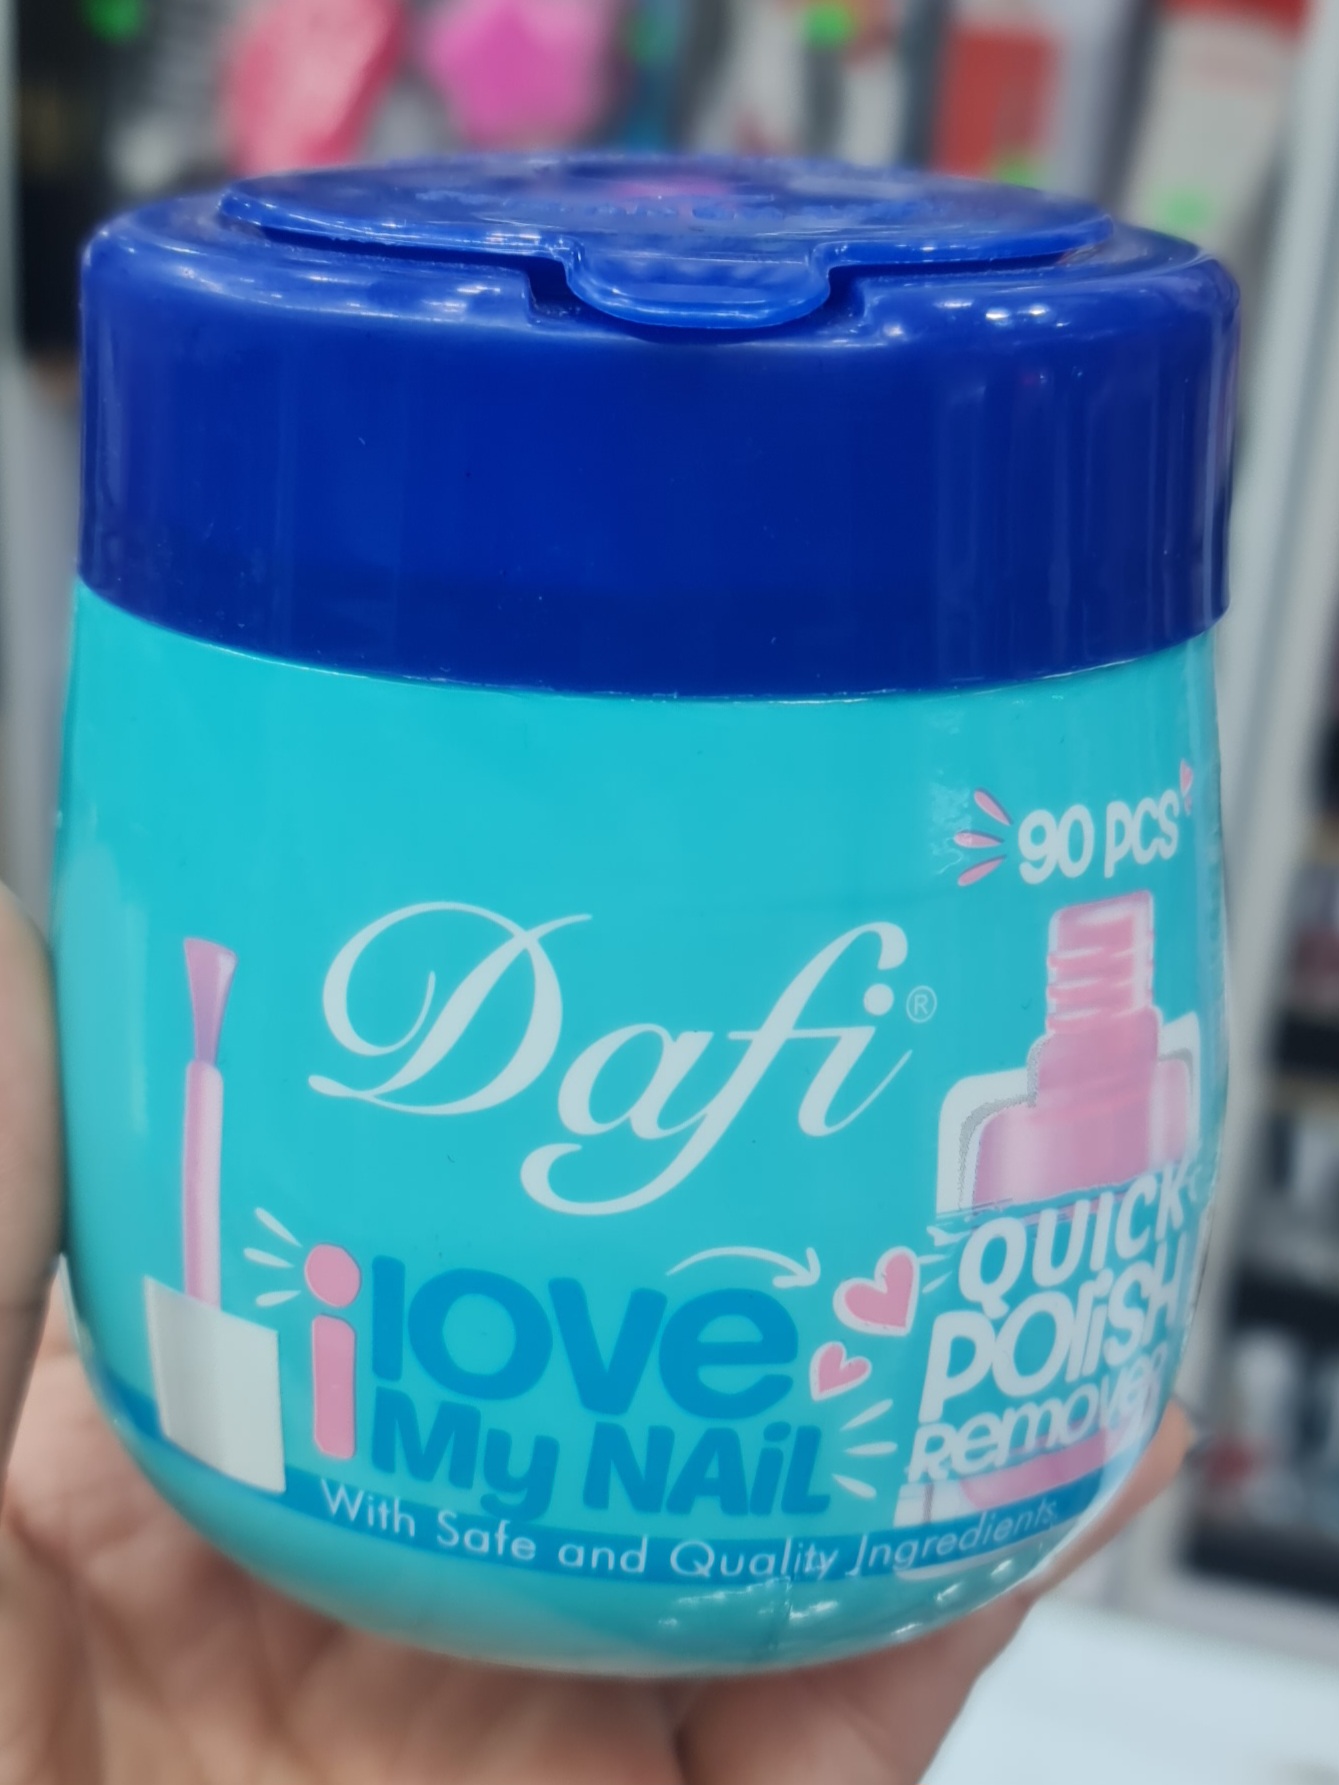 90 PCS
Dafi®
i love
My NAiL
QUICK
POliSH
Remover
With Safe and Quality Ingredients.